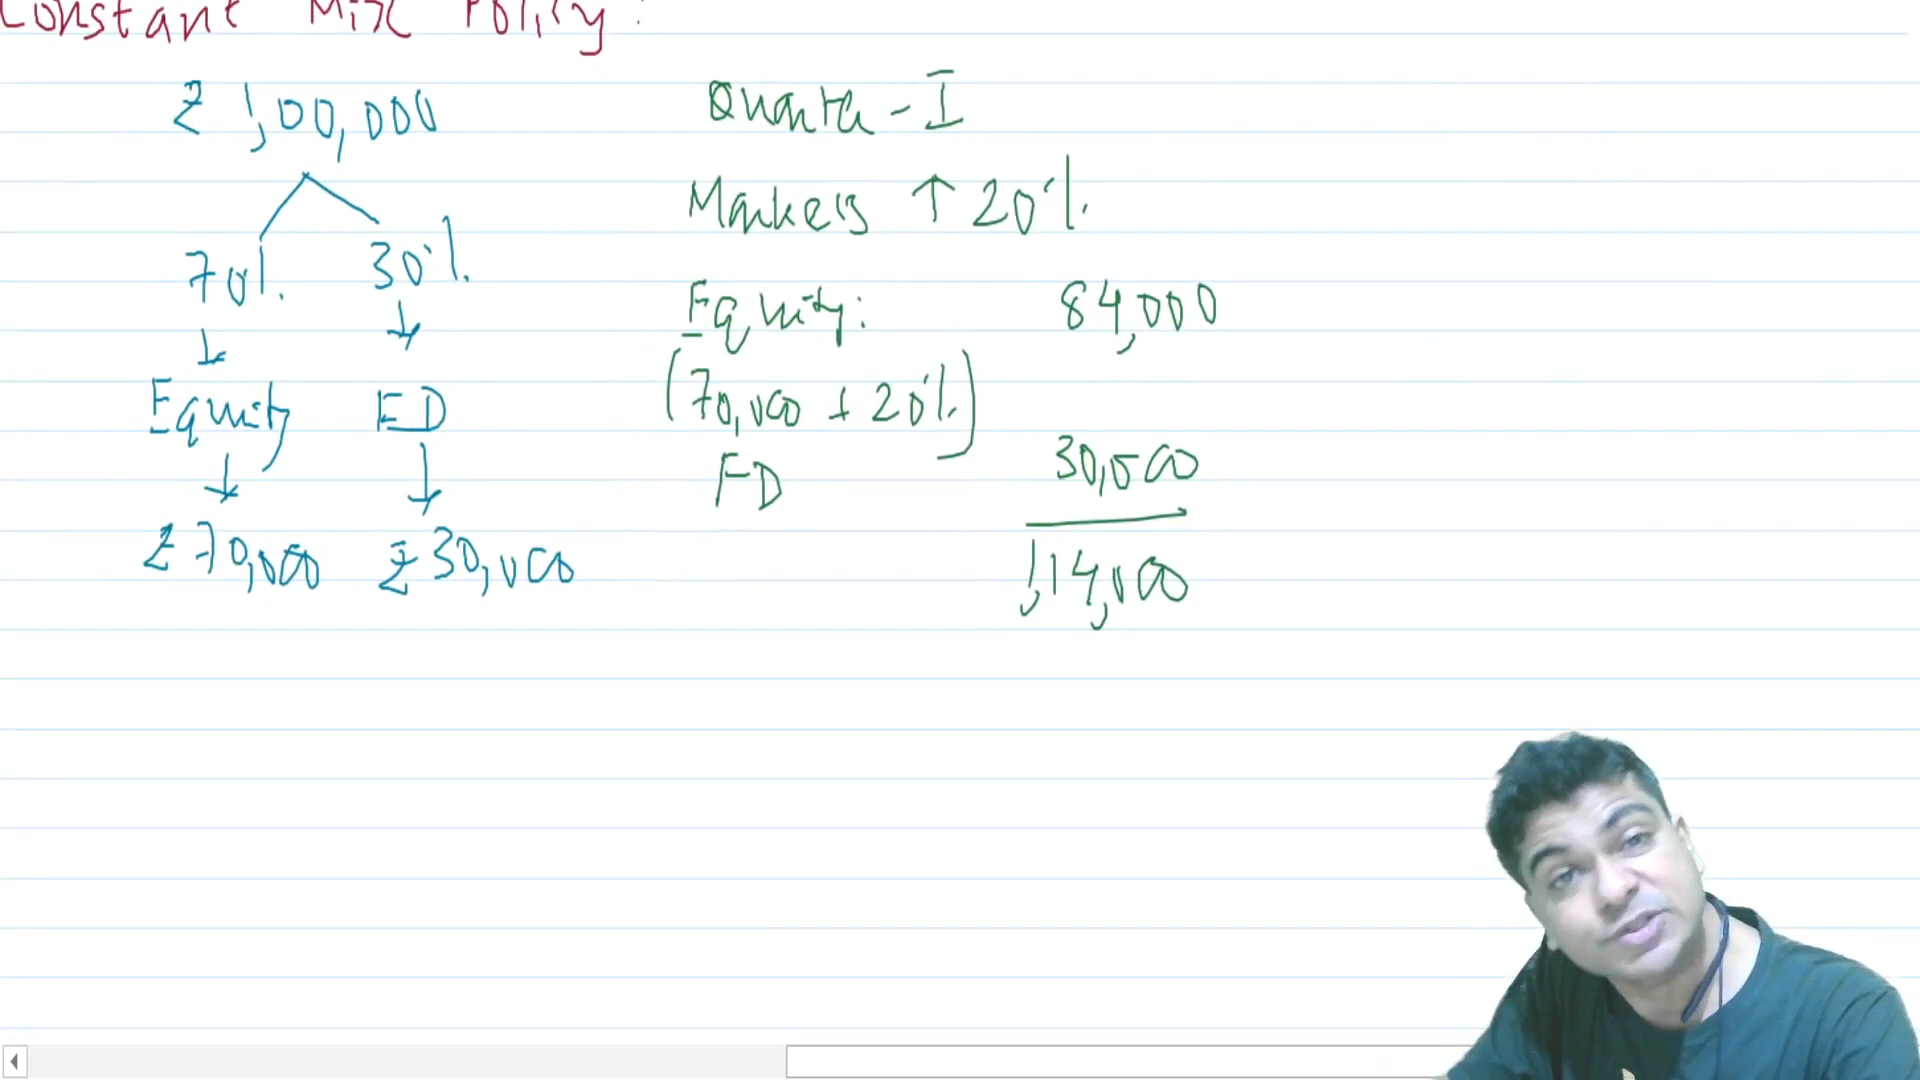 Constant Mix Policy:
₹ 1,00,000
70%. 30%.
Equity FD
₹ 70,000 ₹ 30,000
Quarter - I
Markets ↑ 20%.
Equity: 84,000
(70,000 + 20%)
FD 30,000
1,14,000